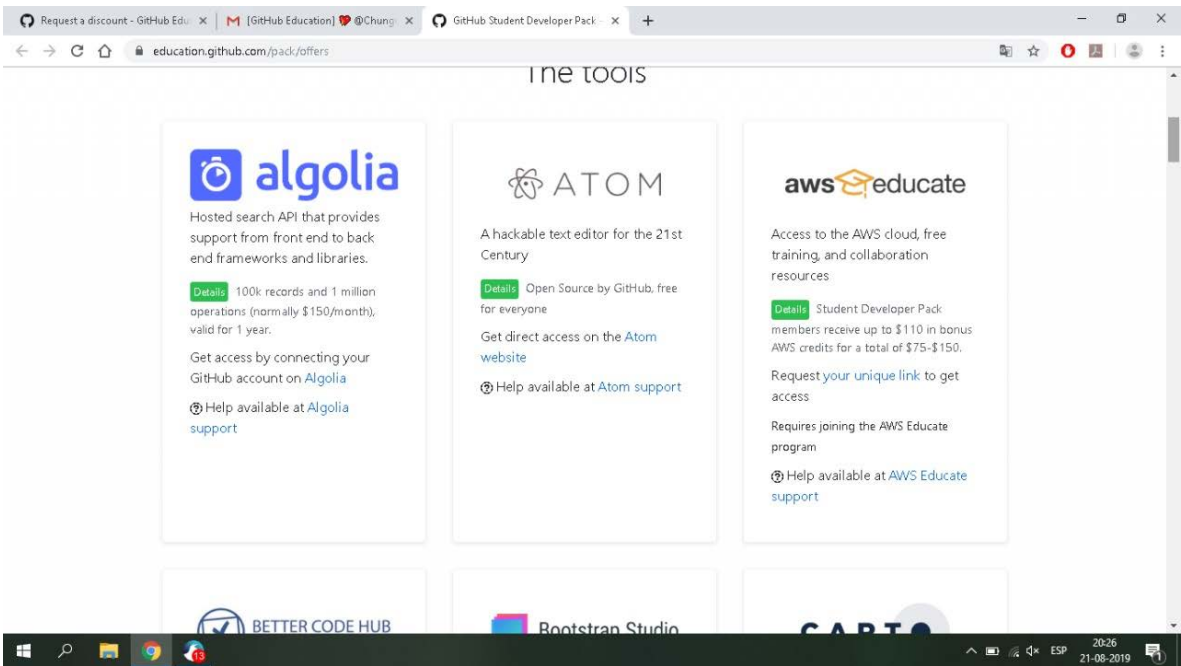 Request a discount - GitHub Edu
[GitHub Education] 💖 @Chung
GitHub Student Developer Pack -
education.github.com/pack/offers
The tools
algolia
Hosted search API that provides
support from front end to back
end frameworks and libraries.
Details 100k records and 1 million
operations (normally $150/month),
valid for 1 year.
Get access by connecting your
GitHub account on Algolia
Help available at Algolia
support
ATOM
A hackable text editor for the 21st
Century
Details Open Source by GitHub, free
for everyone
Get direct access on the Atom
website
Help available at Atom support
aws educate
Access to the AWS cloud, free
training, and collaboration
resources
Details Student Developer Pack
members receive up to $110 in bonus
AWS credits for a total of $75-$150.
Request your unique link to get
access
Requires joining the AWS Educate
program
Help available at AWS Educate
support
BETTER CODE HUB
Bootstrap Studio
CARTO
13
ESP
20:26
21-08-2019
1